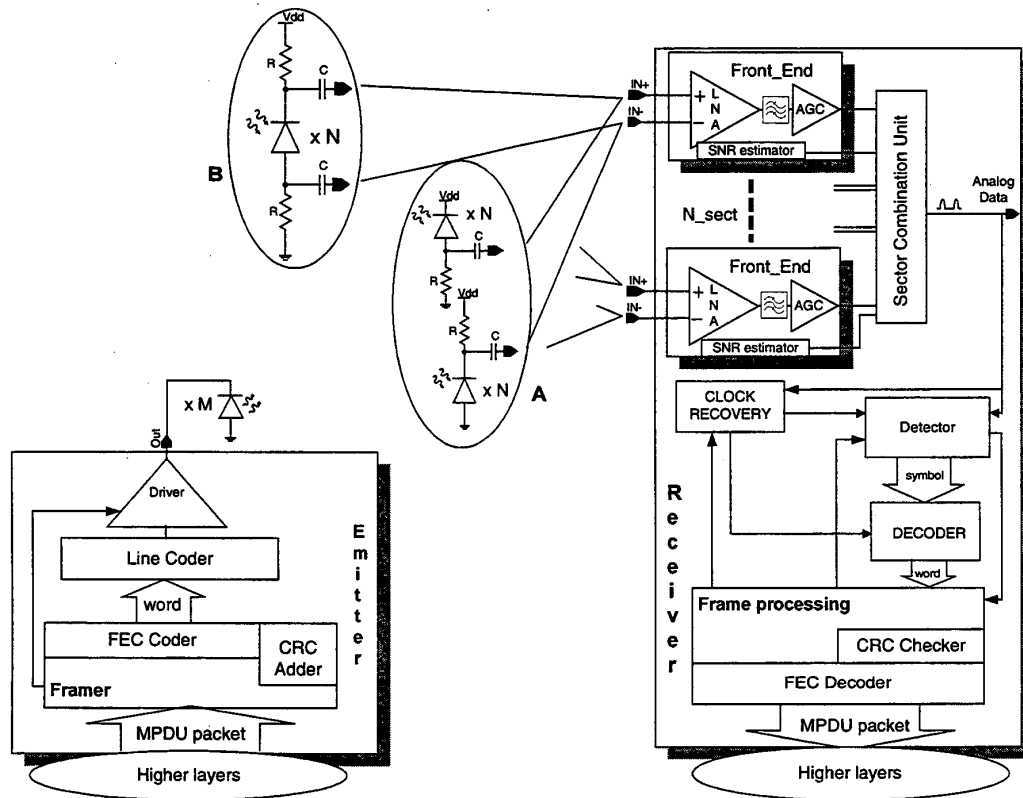 Vdd
R
C
x N
B
C
R
Vdd
x N
C
R
Vdd
R
C
x N
A
IN+
IN-
Front_End
+ L
N
− A
AGC
SNR estimator
N_sect
IN+
IN-
Front_End
+ L
N
− A
AGC
SNR estimator
Sector Combination Unit
Analog
Data
CLOCK
RECOVERY
Detector
symbol
DECODER
word
Frame processing
CRC Checker
FEC Decoder
MPDU packet
Higher layers
Receiver
x M
Out
Driver
Line Coder
word
FEC Coder
CRC
Adder
Framer
MPDU packet
Higher layers
Emitter